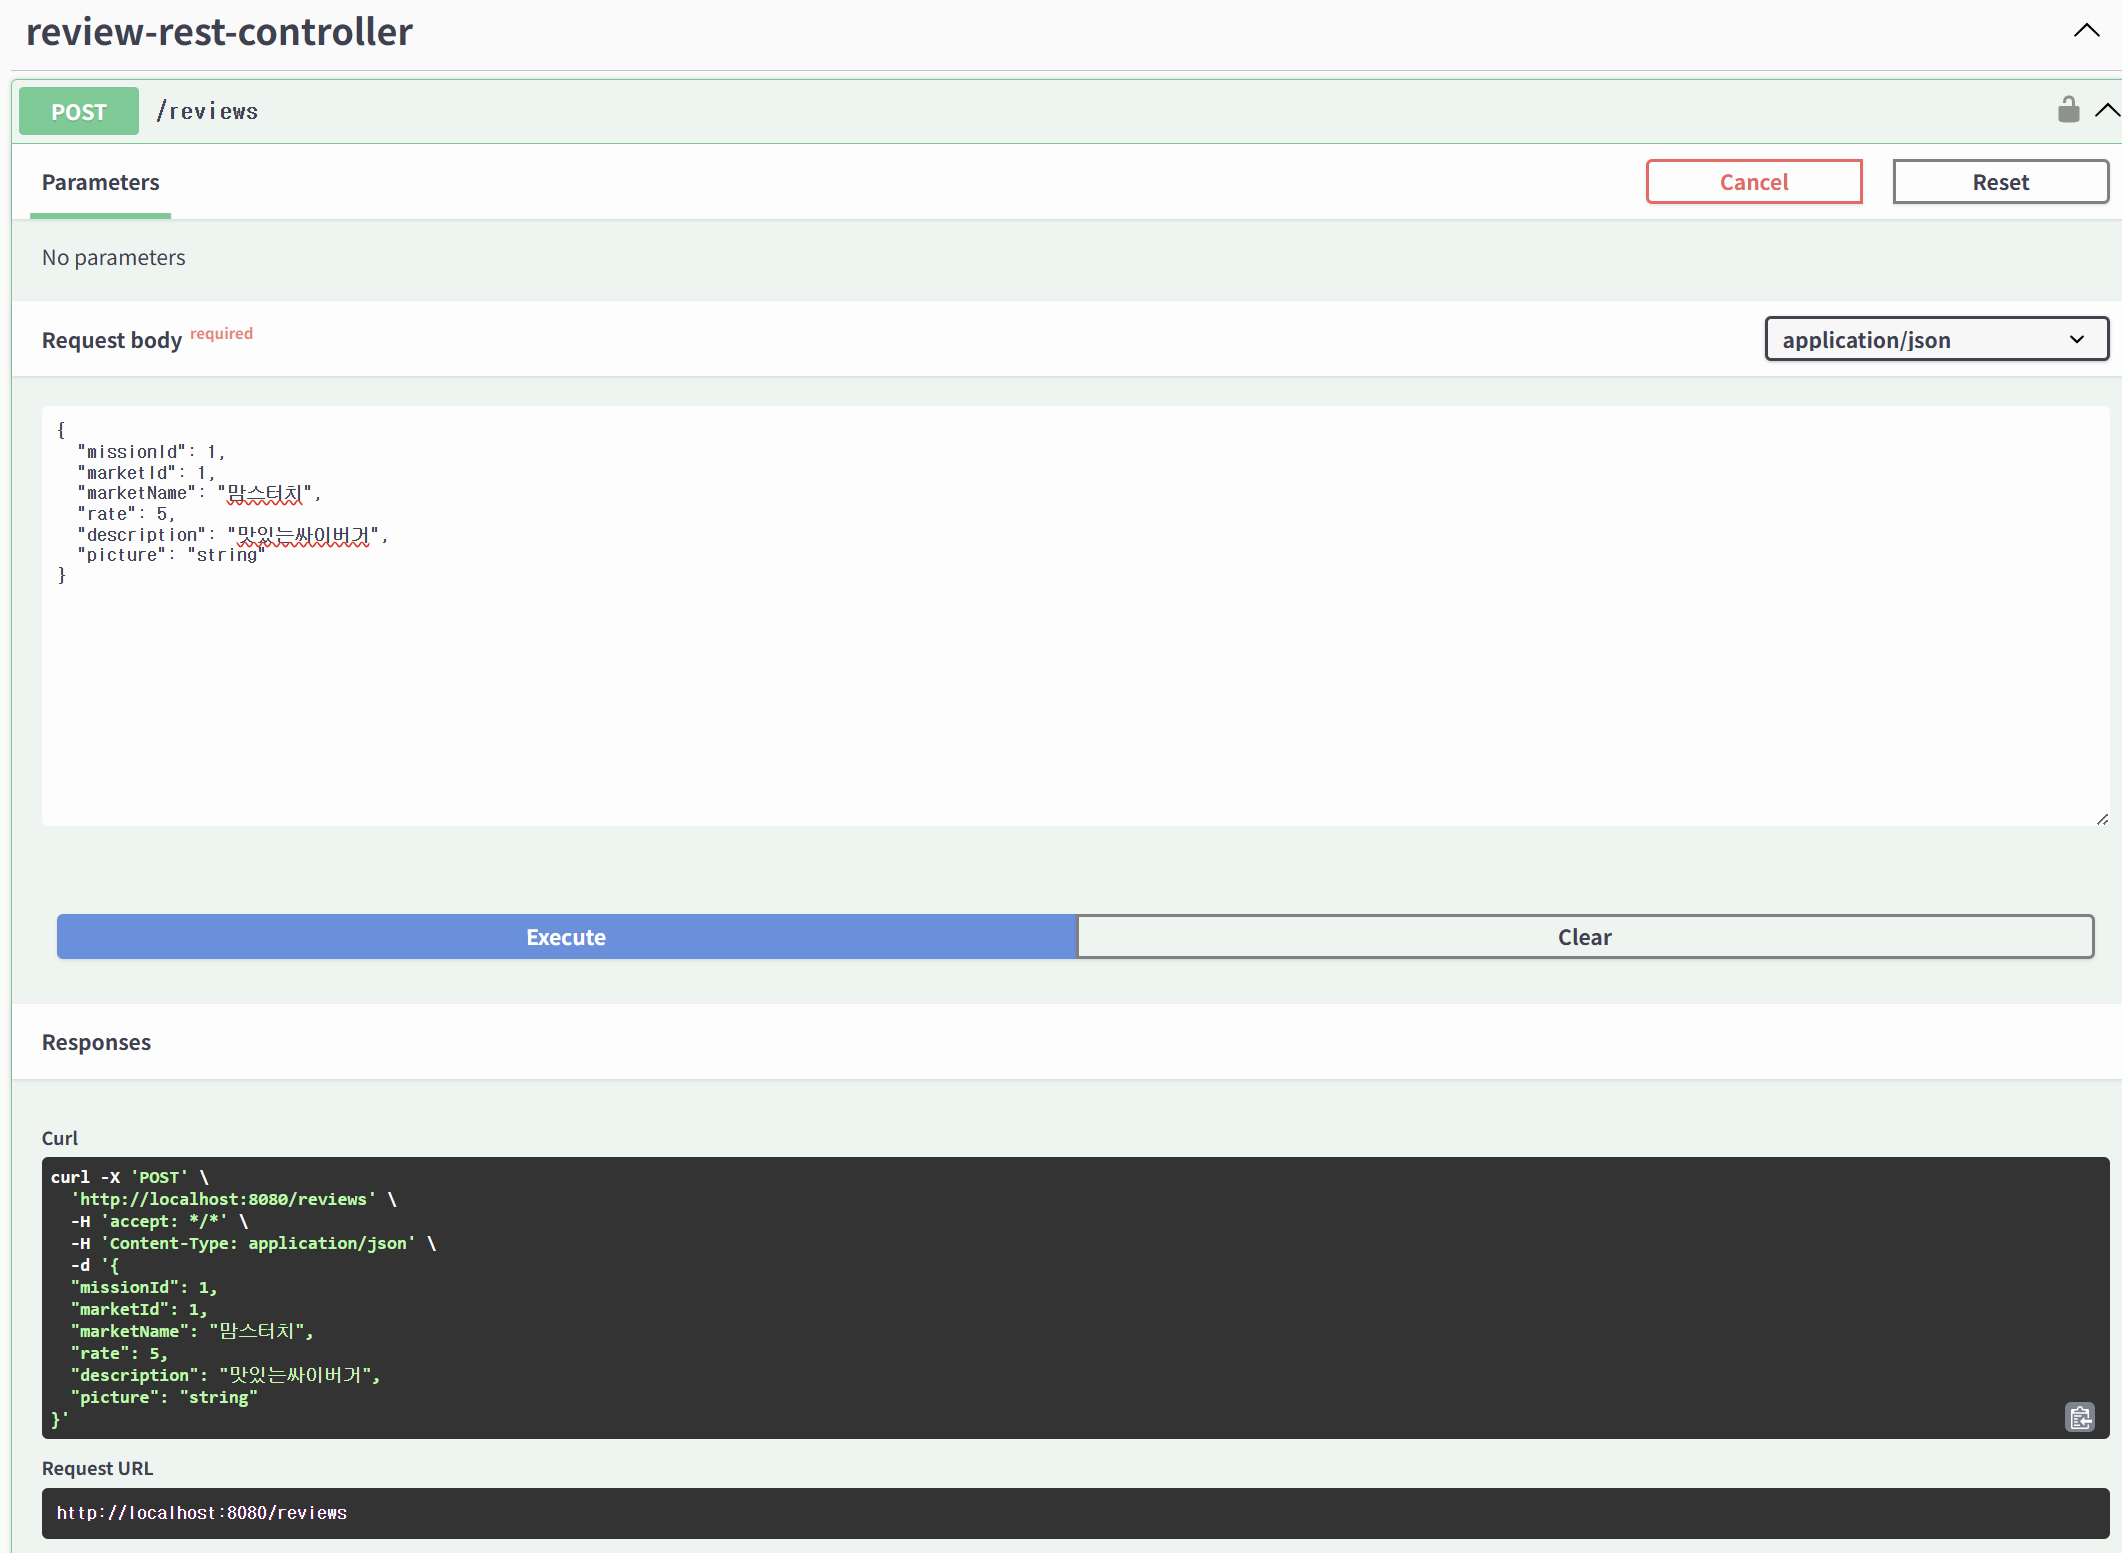 review-rest-controller
POST /reviews
Parameters
Cancel
Reset
No parameters
Request body required
application/json
{
  "missionId": 1,
  "marketId": 1,
  "marketName": "맘스터치",
  "rate": 5,
  "description": "맛있는싸이버거",
  "picture": "string"
}
Execute
Clear
Responses
Curl
curl -X 'POST' \
  'http://localhost:8080/reviews' \
  -H 'accept: */*' \
  -H 'Content-Type: application/json' \
  -d '{
  "missionId": 1,
  "marketId": 1,
  "marketName": "맘스터치",
  "rate": 5,
  "description": "맛있는싸이버거",
  "picture": "string"
}'
Request URL
http://localhost:8080/reviews